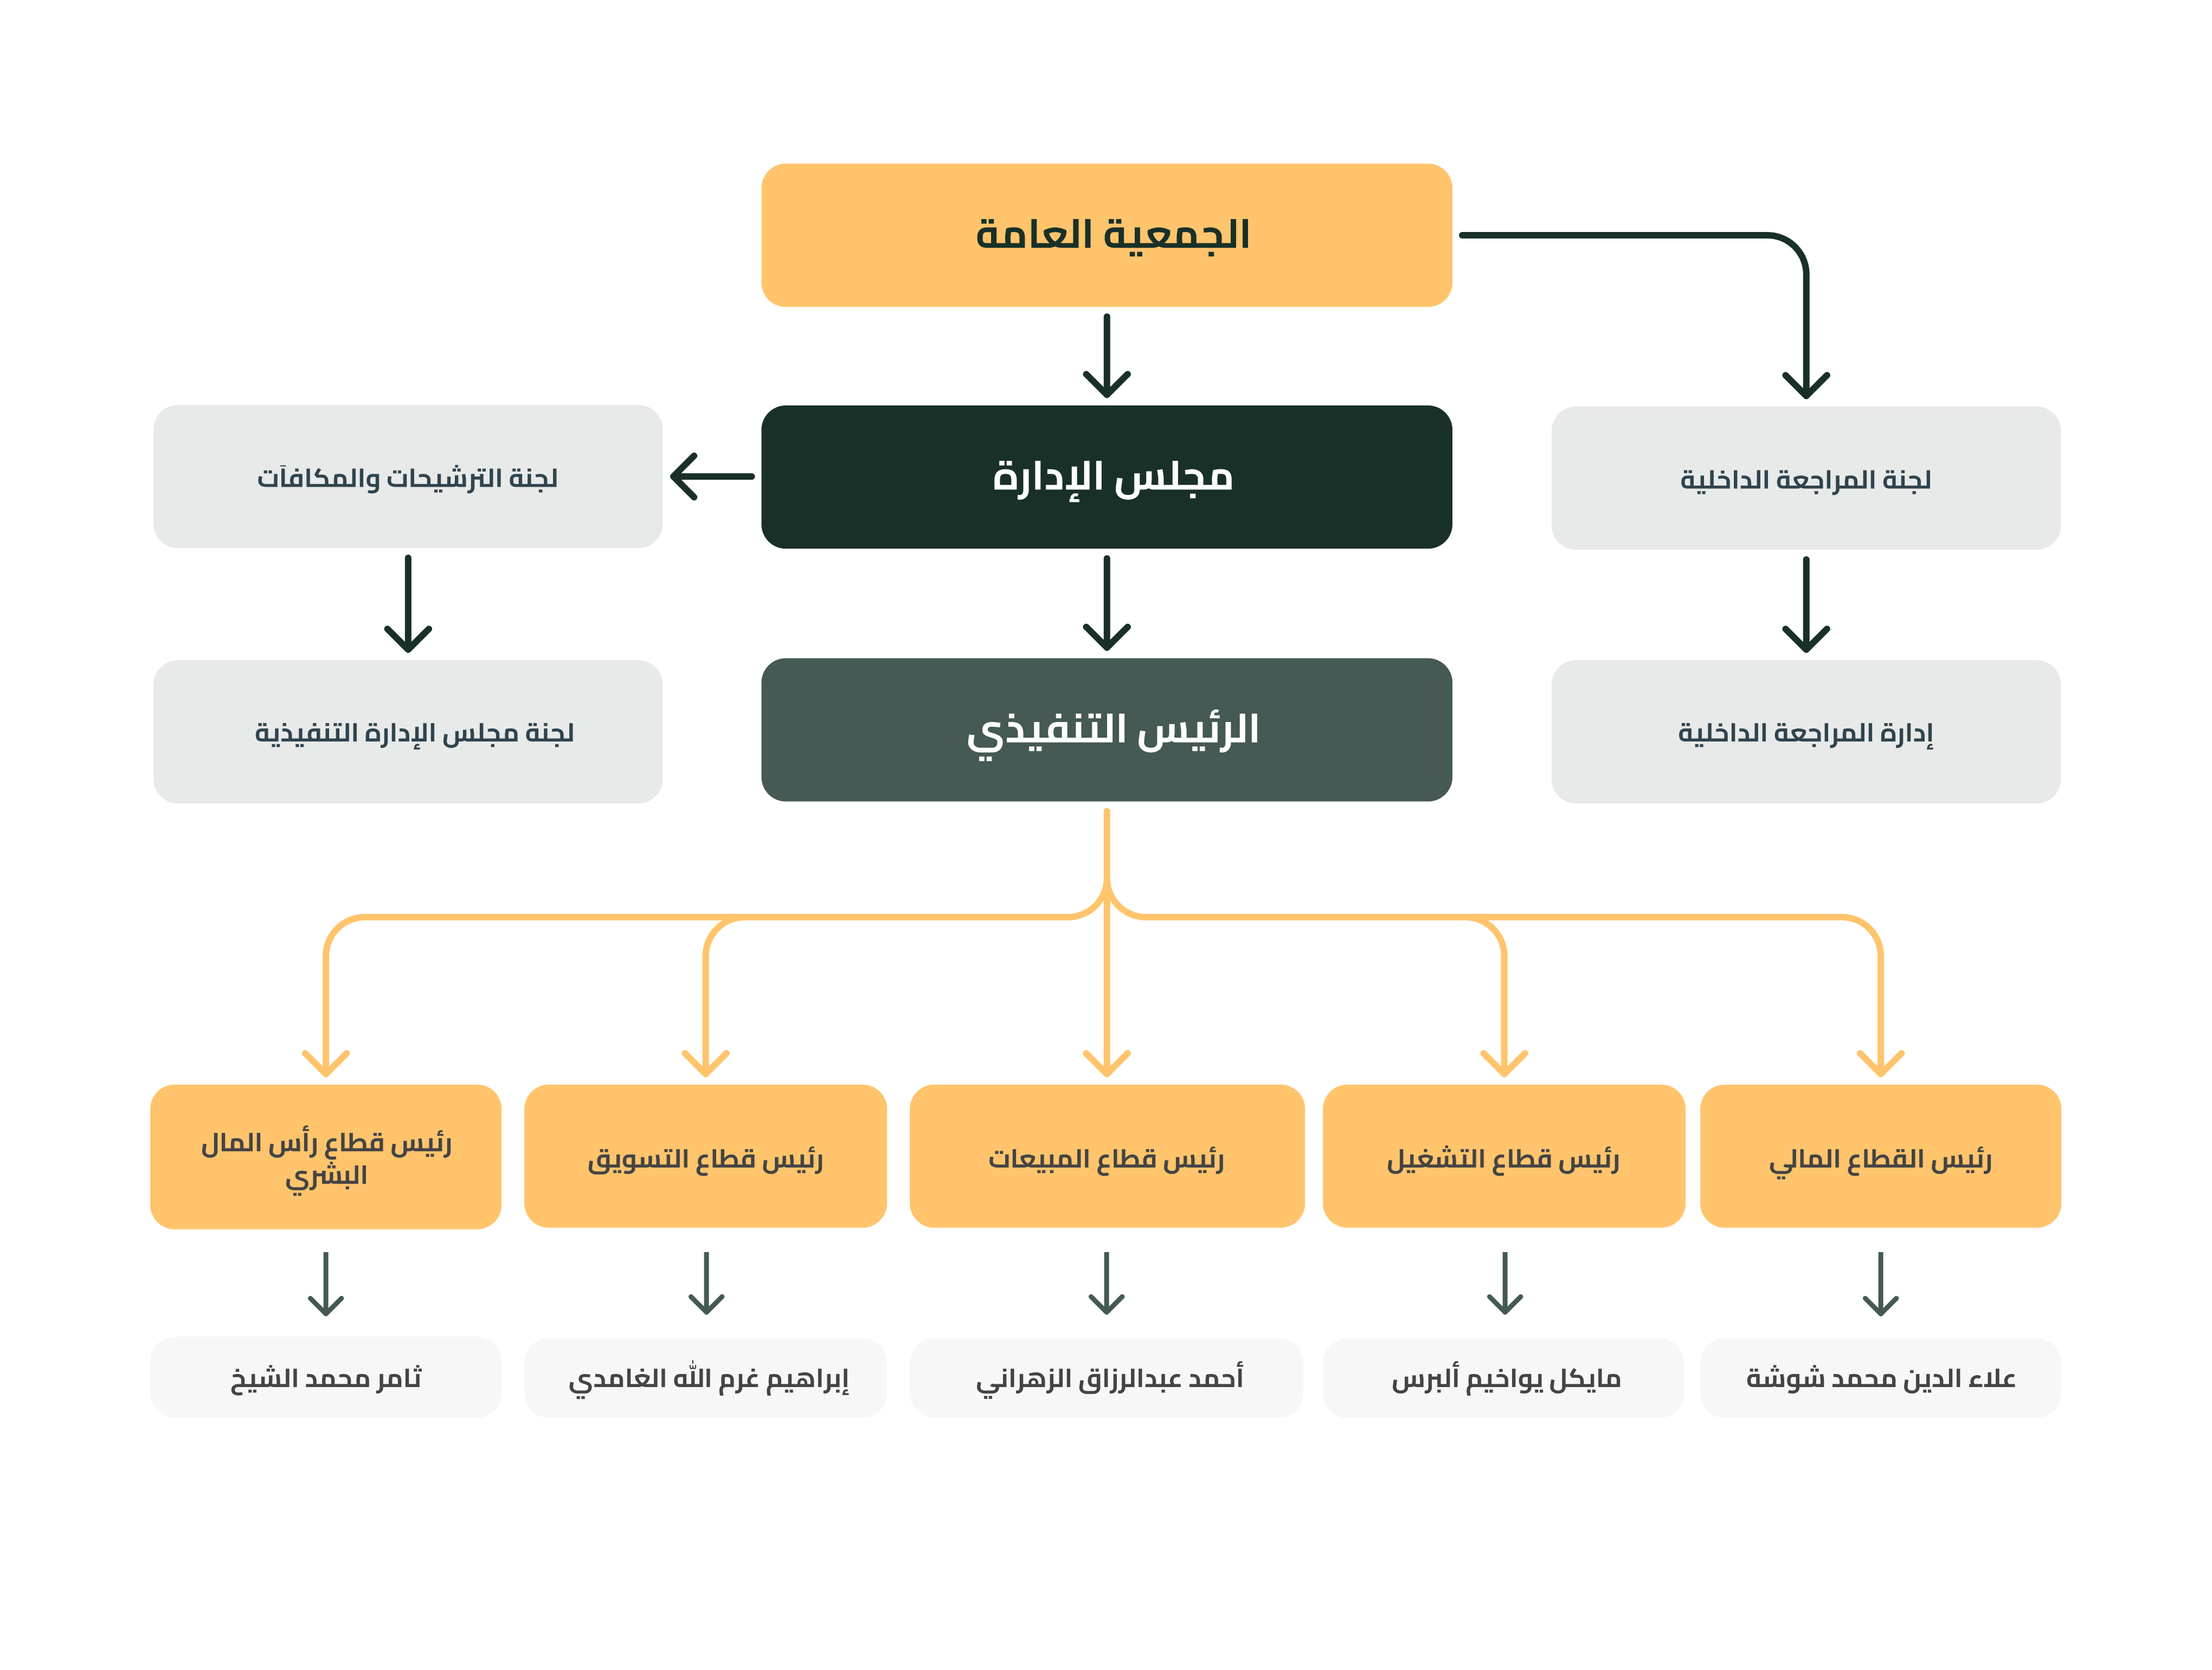 الجمعية العامة
لجنة المراجعة الداخلية
مجلس الإدارة
لجنة الترشيحات والمكافآت
إدارة المراجعة الداخلية
الرئيس التنفيذي
لجنة مجلس الإدارة التنفيذية
رئيس القطاع المالي
رئيس قطاع التشغيل
رئيس قطاع المبيعات
رئيس قطاع التسويق
رئيس قطاع رأس المال
البشري
علاء الدين محمد شوشة
مايكل يواخيم ألبرس
أحمد عبدالرزاق الزهراني
إبراهيم غرم الله الغامدي
ثامر محمد الشيخ